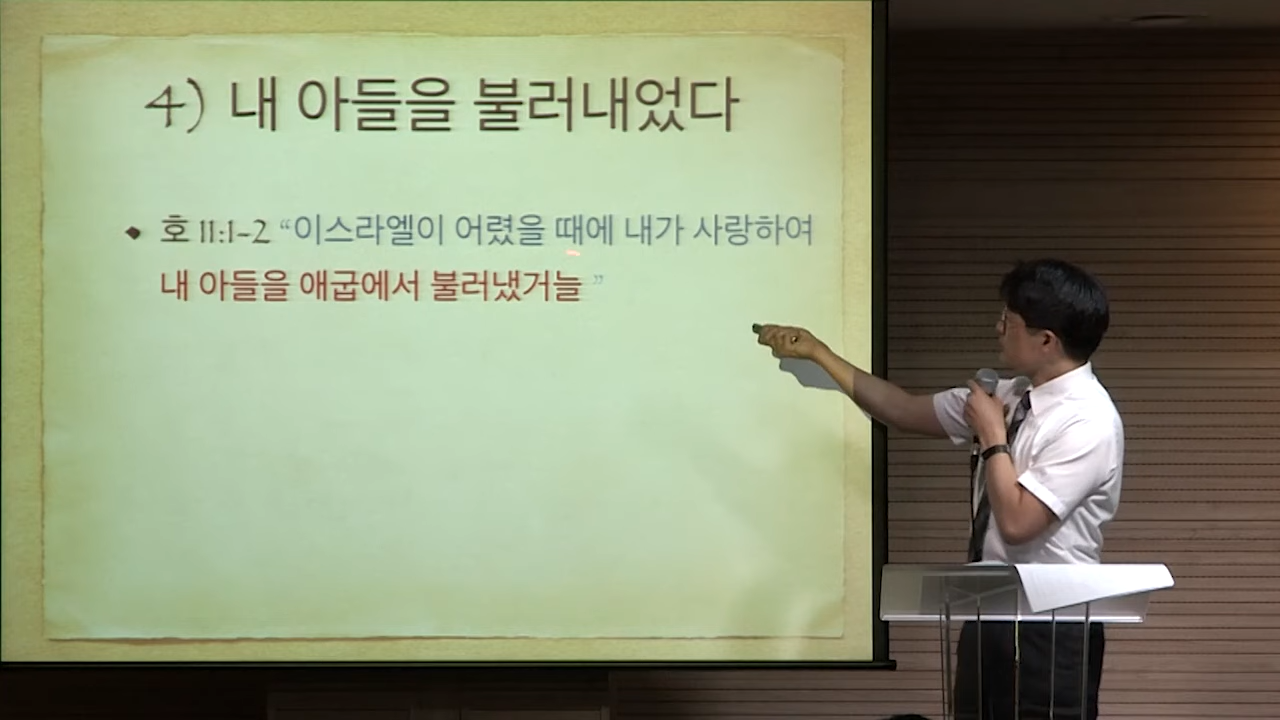 4) 내 아들을 불러내었다
호 11:1-2 “이스라엘이 어렸을 때에 내가 사랑하여
내 아들을 애굽에서 불러냈거늘 ”